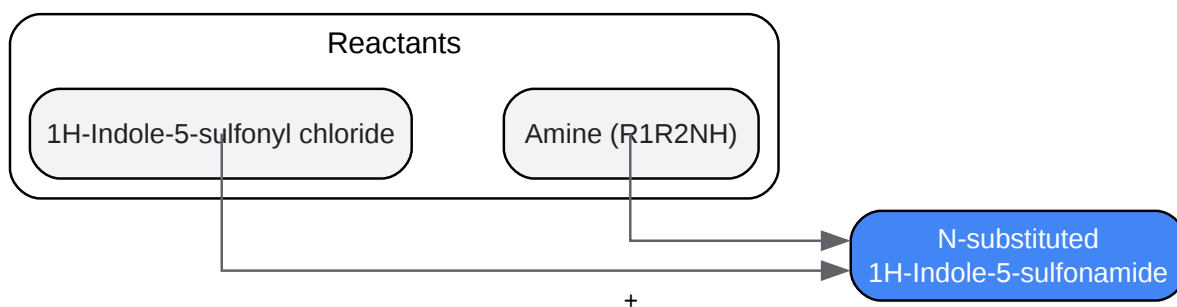 Reactants
1H-Indole-5-sulfonyl chloride
Amine (R1R2NH)
N-substituted
1H-Indole-5-sulfonamide
+